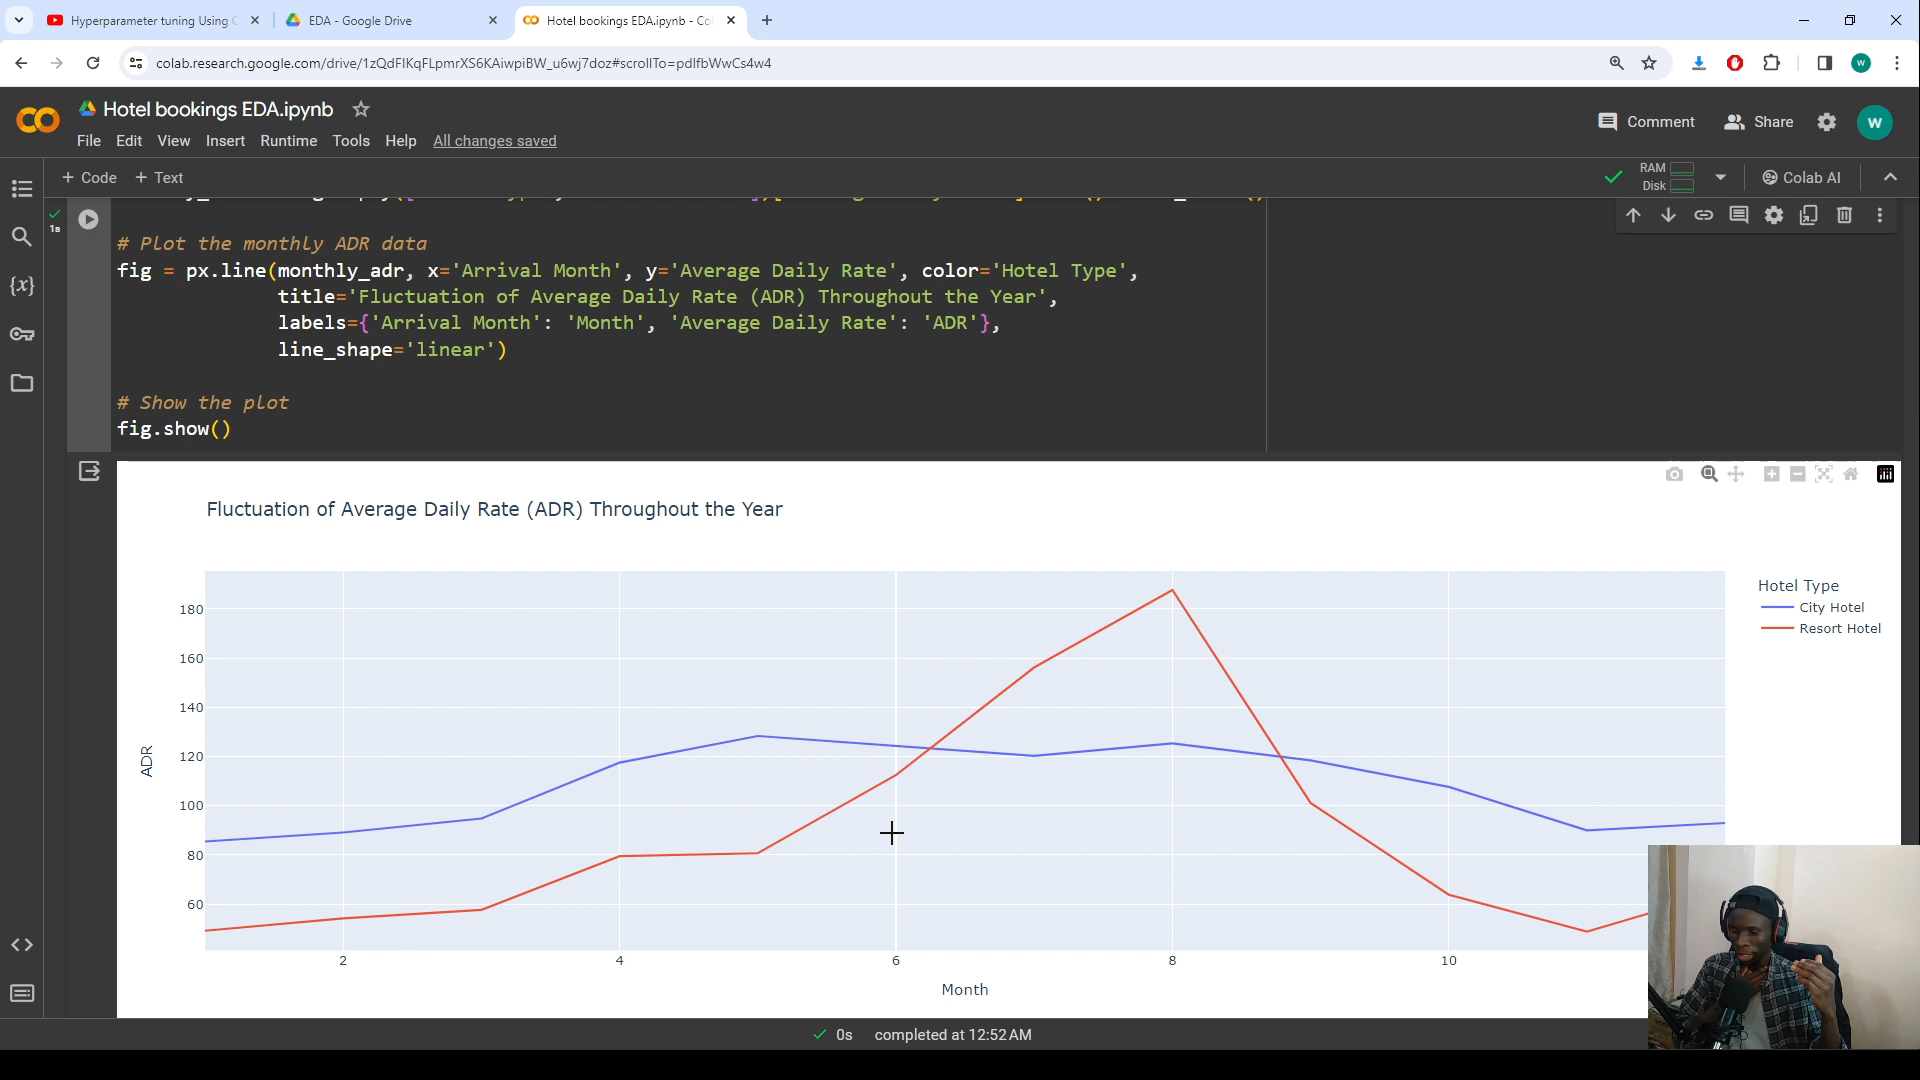 Hyperparameter tuning Using
EDA - Google Drive
Hotel bookings EDA.ipynb - Co
colab.research.google.com/drive/1zQdFIKqFLpmrXS6KAiwpiBW_u6wj7doz#scrollTo=pdIfbWwCs4w4
W
Hotel bookings EDA.ipynb
File Edit View Insert Runtime Tools Help All changes saved
Comment Share W
+ Code + Text
RAM
Disk
Colab AI
1s
# Plot the monthly ADR data
fig = px.line(monthly_adr, x='Arrival Month', y='Average Daily Rate', color='Hotel Type',
title='Fluctuation of Average Daily Rate (ADR) Throughout the Year',
labels={'Arrival Month': 'Month', 'Average Daily Rate': 'ADR'},
line_shape='linear')
# Show the plot
fig.show()
Fluctuation of Average Daily Rate (ADR) Throughout the Year
Hotel Type
City Hotel
Resort Hotel
180
160
140
120
100
80
60
ADR
2 4 6 8 10
Month
0s completed at 12:52 AM